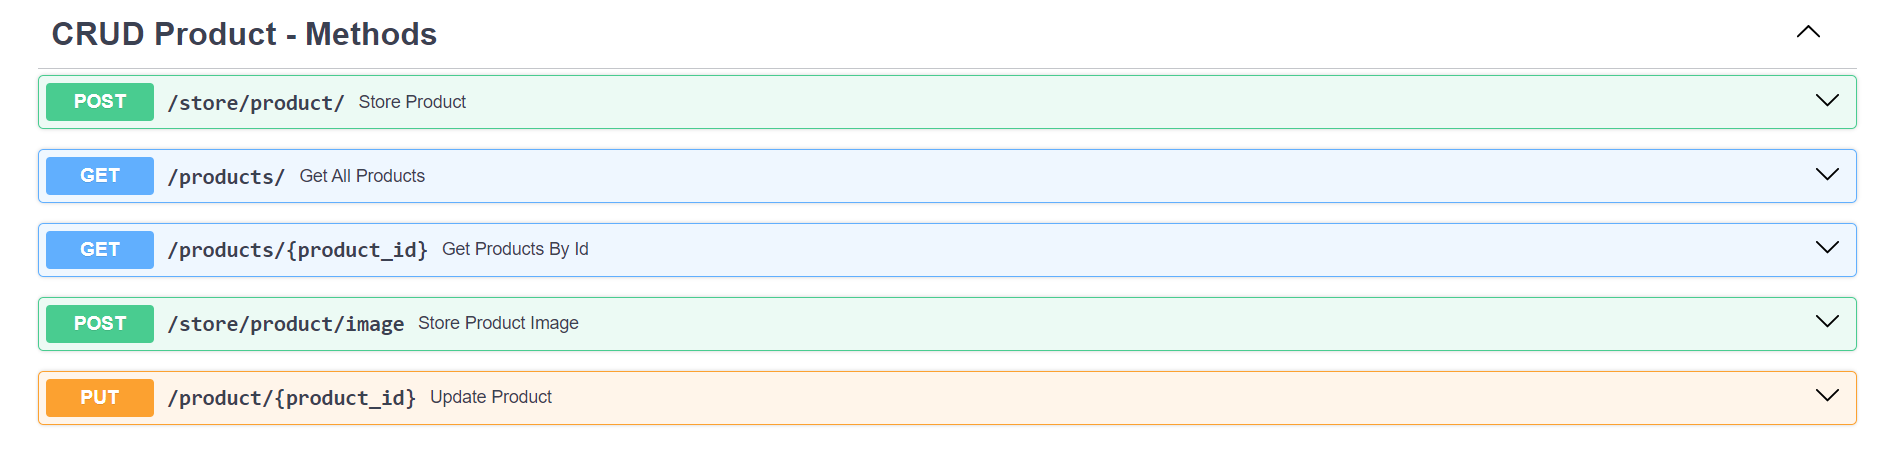 CRUD Product - Methods
POST /store/product/ Store Product
GET /products/ Get All Products
GET /products/{product_id} Get Products By Id
POST /store/product/image Store Product Image
PUT /product/{product_id} Update Product